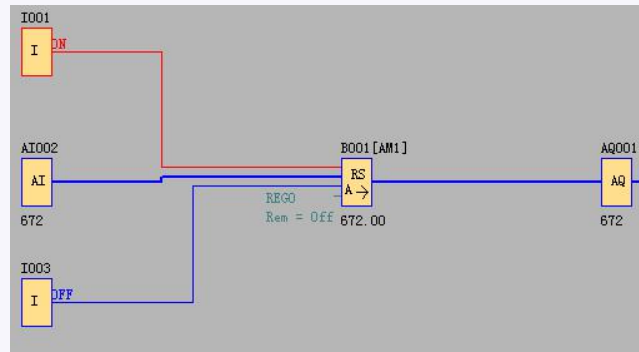 I001
I ON
AI002
AI
672
I003
I OFF
B001[AM1]
RS
A→
REG0
Rem = Off
672.00
AQ001
AQ
672